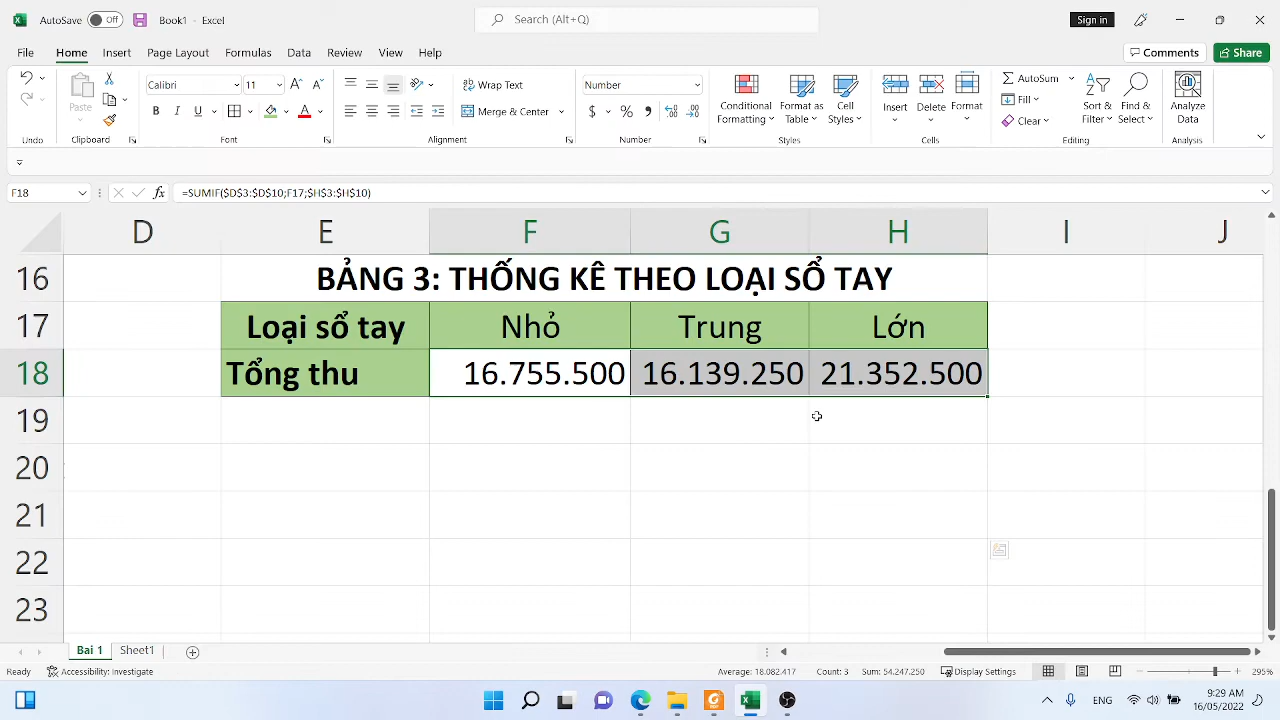 AutoSave Off Book1 - Excel Search (Alt+Q) Sign in
File Home Insert Page Layout Formulas Data Review View Help Comments Share
Calibri 11 Wrap Text Number AutoSum
Paste B I U Merge & Center $ % Conditional Formatting Format as Table Cell Styles Insert Delete Format Fill Sort & Filter Find & Select Analyze Data
Clear
Undo Clipboard Font Alignment Number Styles Cells Editing Analysis
F18 fx =SUMIF($D$3:$D$10;F17;$H$3:$H$10)
D E F G H I J
16 BẢNG 3: THỐNG KÊ THEO LOẠI SỔ TAY
17 Loại sổ tay Nhỏ Trung Lớn
18 Tổng thu 16.755.500 16.139.250 21.352.500
19
20
21
22
23
Bai 1 Sheet1
Ready Accessibility: Investigate Average: 18.082.417 Count: 3 Sum: 54.247.250 Display Settings 295%
ENG 9:29 AM
16/05/2022